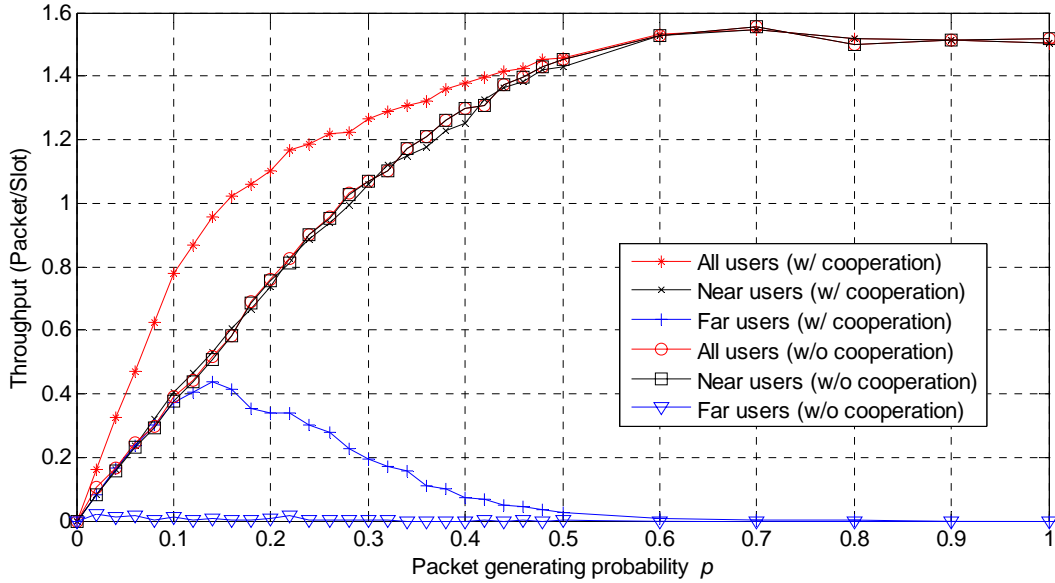 1.6
1.4
1.2
1
0.8
0.6
0.4
0.2
0
Throughput (Packet/Slot)
All users (w/ cooperation)
Near users (w/ cooperation)
Far users (w/ cooperation)
All users (w/o cooperation)
Near users (w/o cooperation)
Far users (w/o cooperation)
0 0.1 0.2 0.3 0.4 0.5 0.6 0.7 0.8 0.9 1
Packet generating probability p